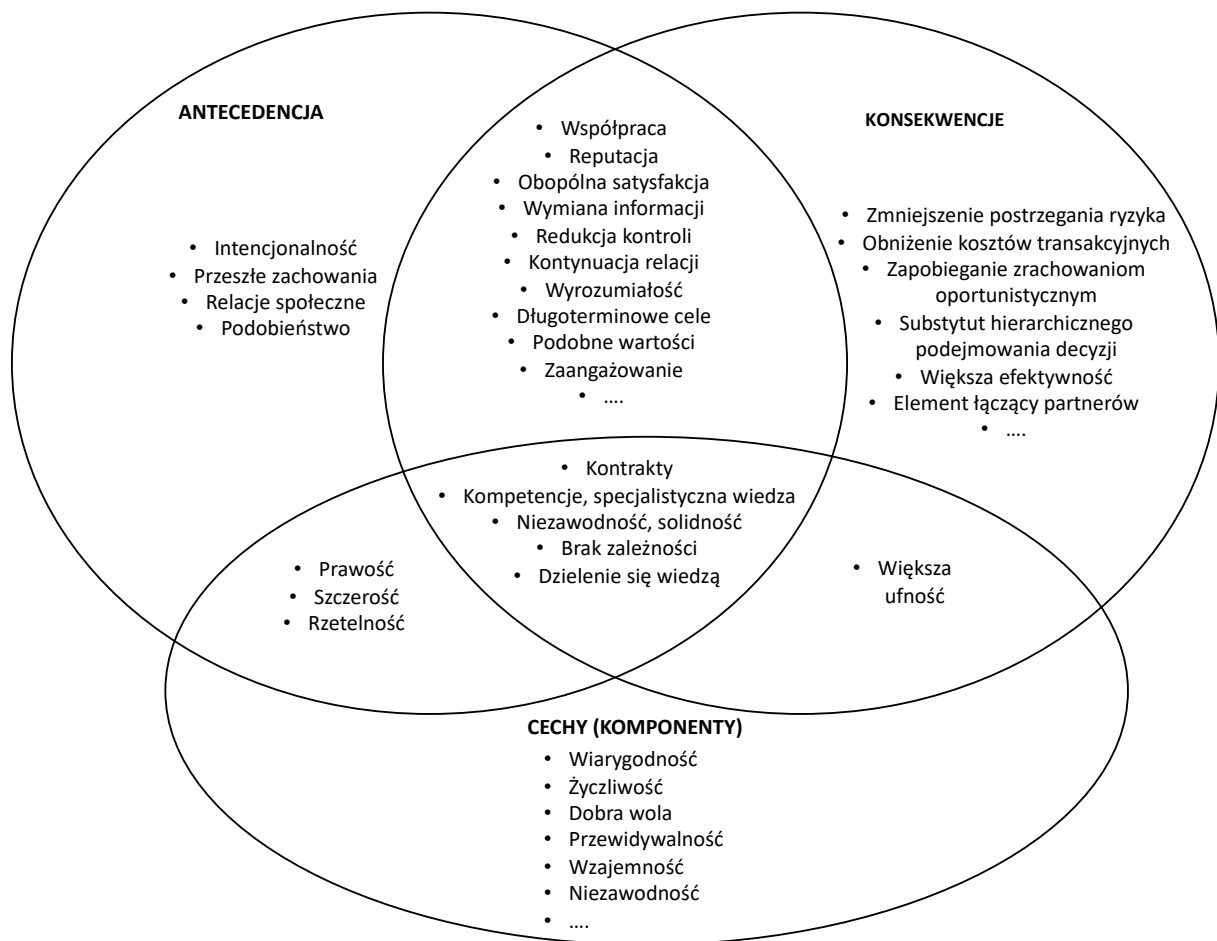 ANTECEDENCJA
• Intencjonalność
• Przeszłe zachowania
• Relacje społeczne
• Podobieństwo
• Współpraca
• Reputacja
• Obopólna satysfakcja
• Wymiana informacji
• Redukcja kontroli
• Kontynuacja relacji
• Wyrozumiałość
• Długoterminowe cele
• Podobne wartości
• Zaangażowanie
• ....
KONSEKWENCJE
• Zmniejszenie postrzegania ryzyka
• Obniżenie kosztów transakcyjnych
• Zapobieganie zrachowaniom
oportunistycznym
• Substytut hierarchicznego
podejmowania decyzji
• Większa efektywność
• Element łączący partnerów
• ....
• Kontrakty
• Kompetencje, specjalistyczna wiedza
• Niezawodność, solidność
• Brak zależności
• Dzielenie się wiedzą
• Prawość
• Szczerość
• Rzetelność
• Większa
ufność
CECHY (KOMPONENTY)
• Wiarygodność
• Życzliwość
• Dobra wola
• Przewidywalność
• Wzajemność
• Niezawodność
• ....